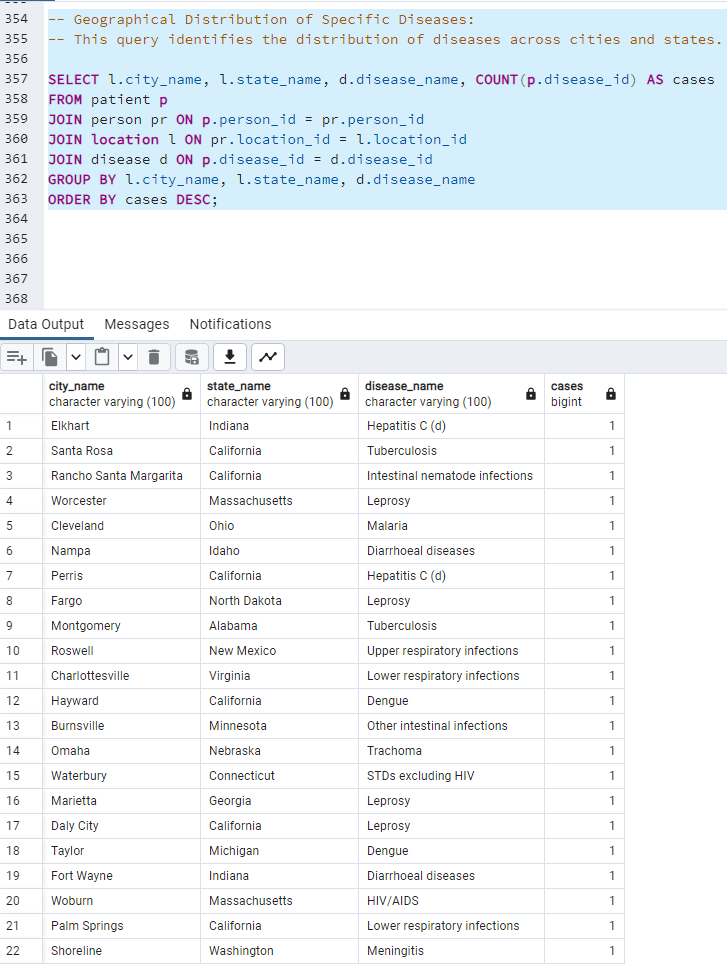 354 -- Geographical Distribution of Specific Diseases:
355 -- This query identifies the distribution of diseases across cities and states.
356
357 SELECT l.city_name, l.state_name, d.disease_name, COUNT(p.disease_id) AS cases
358 FROM patient p
359 JOIN person pr ON p.person_id = pr.person_id
360 JOIN location l ON pr.location_id = l.location_id
361 JOIN disease d ON p.disease_id = d.disease_id
362 GROUP BY l.city_name, l.state_name, d.disease_name
363 ORDER BY cases DESC;
364
365
366
367
368
Data Output Messages Notifications
city_name state_name disease_name cases
character varying (100) character varying (100) character varying (100) bigint
1 Elkhart Indiana Hepatitis C (d) 1
2 Santa Rosa California Tuberculosis 1
3 Rancho Santa Margarita California Intestinal nematode infections 1
4 Worcester Massachusetts Leprosy 1
5 Cleveland Ohio Malaria 1
6 Nampa Idaho Diarrhoeal diseases 1
7 Perris California Hepatitis C (d) 1
8 Fargo North Dakota Leprosy 1
9 Montgomery Alabama Tuberculosis 1
10 Roswell New Mexico Upper respiratory infections 1
11 Charlottesville Virginia Lower respiratory infections 1
12 Hayward California Dengue 1
13 Burnsville Minnesota Other intestinal infections 1
14 Omaha Nebraska Trachoma 1
15 Waterbury Connecticut STDs excluding HIV 1
16 Marietta Georgia Leprosy 1
17 Daly City California Leprosy 1
18 Taylor Michigan Dengue 1
19 Fort Wayne Indiana Diarrhoeal diseases 1
20 Woburn Massachusetts HIV/AIDS 1
21 Palm Springs California Lower respiratory infections 1
22 Shoreline Washington Meningitis 1